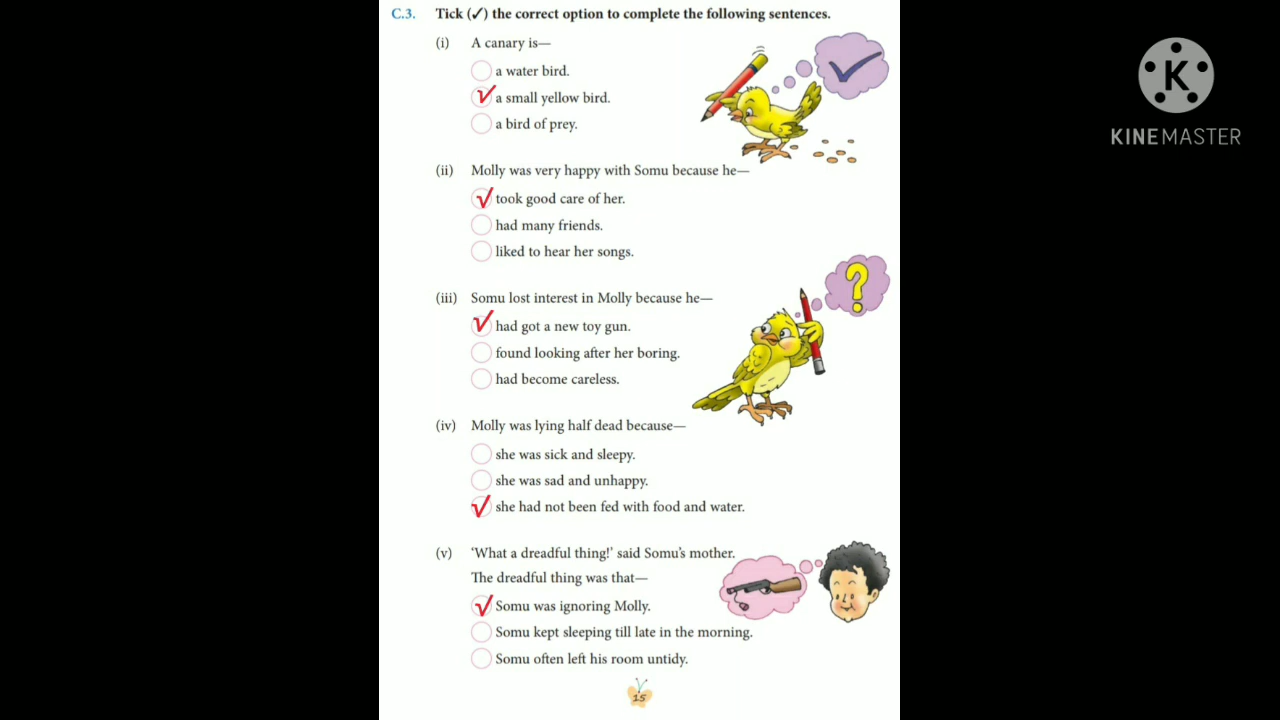 C.3. Tick (✓) the correct option to complete the following sentences.
(i) A canary is—
a water bird.
✓ a small yellow bird.
a bird of prey.
(ii) Molly was very happy with Somu because he—
✓ took good care of her.
had many friends.
liked to hear her songs.
(iii) Somu lost interest in Molly because he—
✓ had got a new toy gun.
found looking after her boring.
had become careless.
(iv) Molly was lying half dead because—
she was sick and sleepy.
she was sad and unhappy.
✓ she had not been fed with food and water.
(v) ‘What a dreadful thing!’ said Somu’s mother.
The dreadful thing was that—
✓ Somu was ignoring Molly.
Somu kept sleeping till late in the morning.
Somu often left his room untidy.
15
K
KINEMASTER